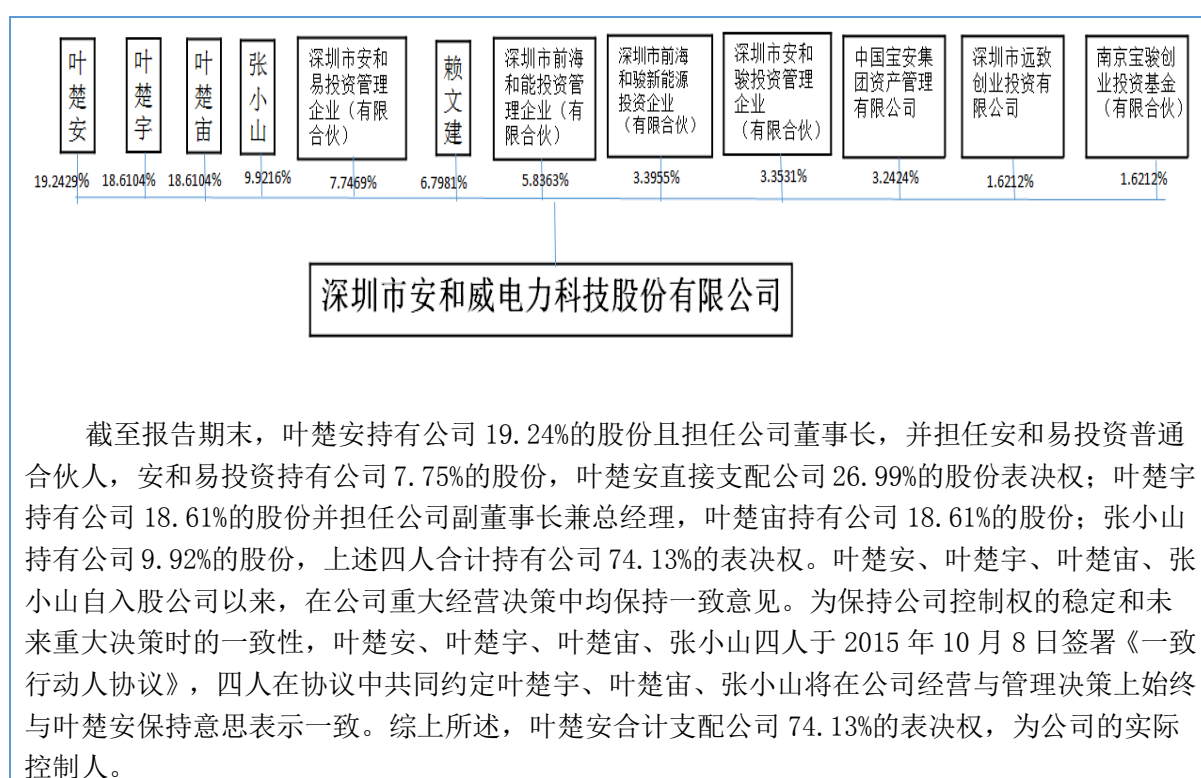 叶
楚
安
叶
楚
宇
叶
楚
宙
张
小
山
深圳市安和
易投资管理
企业（有限
合伙）
赖
文
建
深圳市前海
和能投资管
理企业（有
限合伙）
深圳市前海
和骏新能源
投资企业
（有限合伙）
深圳市安和
骏投资管理
企业
（有限合伙）
中国宝安集
团资产管理
有限公司
深圳市远致
创业投资有
限公司
南京宝骏创
业投资基金
（有限合伙）
19.2429% 18.6104% 18.6104% 9.9216% 7.7469% 6.7981% 5.8363% 3.3955% 3.3531% 3.2424% 1.6212% 1.6212%
深圳市安和威电力科技股份有限公司
截至报告期末，叶楚安持有公司 19.24%的股份且担任公司董事长，并担任安和易投资普通
合伙人，安和易投资持有公司 7.75%的股份，叶楚安直接支配公司 26.99%的股份表决权；叶楚宇
持有公司 18.61%的股份并担任公司副董事长兼总经理，叶楚宙持有公司 18.61%的股份；张小山
持有公司 9.92%的股份，上述四人合计持有公司 74.13%的表决权。叶楚安、叶楚宇、叶楚宙、张
小山自入股公司以来，在公司重大经营决策中均保持一致意见。为保持公司控制权的稳定和未
来重大决策时的一致性，叶楚安、叶楚宇、叶楚宙、张小山四人于 2015 年 10 月 8 日签署《一致
行动人协议》，四人在协议中共同约定叶楚宇、叶楚宙、张小山将在公司经营与管理决策上始终
与叶楚安保持意思表示一致。综上所述，叶楚安合计支配公司 74.13%的表决权，为公司的实际
控制人。